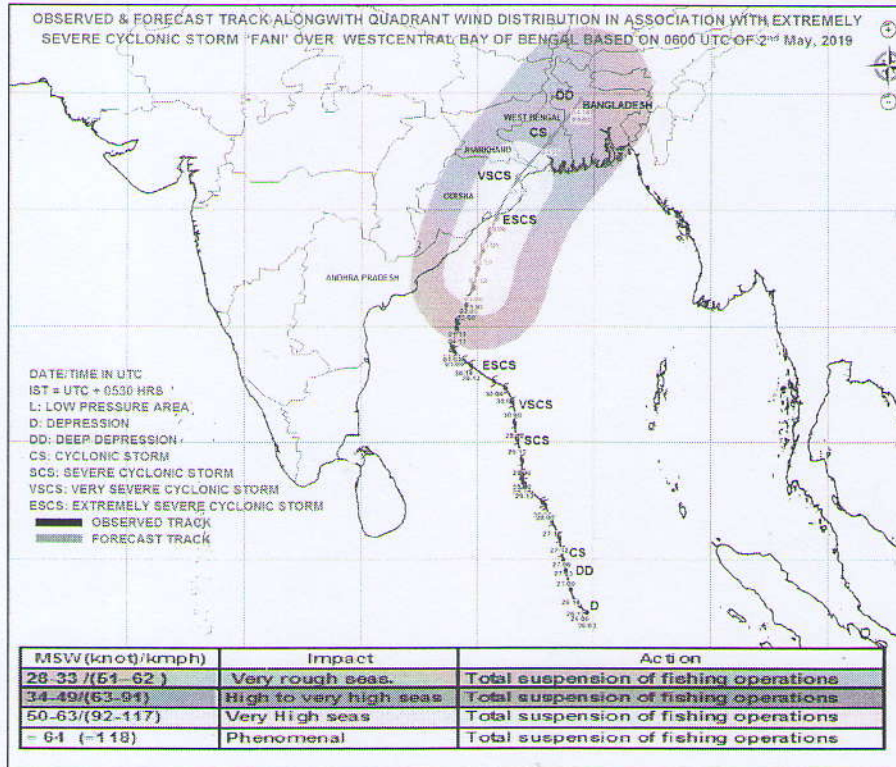 OBSERVED & FORECAST TRACK ALONGWITH QUADRANT WIND DISTRIBUTION IN ASSOCIATION WITH EXTREMELY
SEVERE CYCLONIC STORM 'FANI' OVER WESTCENTRAL BAY OF BENGAL BASED ON 0600 UTC OF 2nd May, 2019
DD
BANGLADESH
WEST BENGAL
CS
JHARKHAND
VSCS
ODISHA
ESCS
ANDHRA PRADESH
ESCS
VSCS
SCS
CS
DD
D
DATE/TIME IN UTC
IST = UTC + 0530 HRS
L: LOW PRESSURE AREA
D: DEPRESSION
DD: DEEP DEPRESSION
CS: CYCLONIC STORM
SCS: SEVERE CYCLONIC STORM
VSCS: VERY SEVERE CYCLONIC STORM
ESCS: EXTREMELY SEVERE CYCLONIC STORM
OBSERVED TRACK
FORECAST TRACK
MSW(knot)/kmph) Impact Action
28-33 /(51-62 ) Very rough seas. Total suspension of fishing operations
34-49/(63-91) High to very high seas Total suspension of fishing operations
50-63/(92-117) Very High seas Total suspension of fishing operations
64 (-118) Phenomenal Total suspension of fishing operations